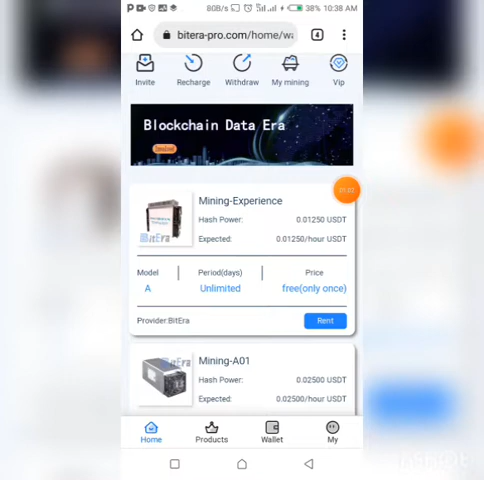 8GB/s 38% 10:38 AM
bitera-pro.com/home/wa
4
Invite Recharge Withdraw My mining Vip
Blockchain Data Era
Mining-Experience
Hash Power: 0.01250 USDT
Expected: 0.01250/hour USDT
BitEra
Model Period(days) Price
A Unlimited free(only once)
Provider:BitEra Rent
Mining-A01
Hash Power: 0.02500 USDT
Expected: 0.02500/hour USDT
Home Products Wallet My